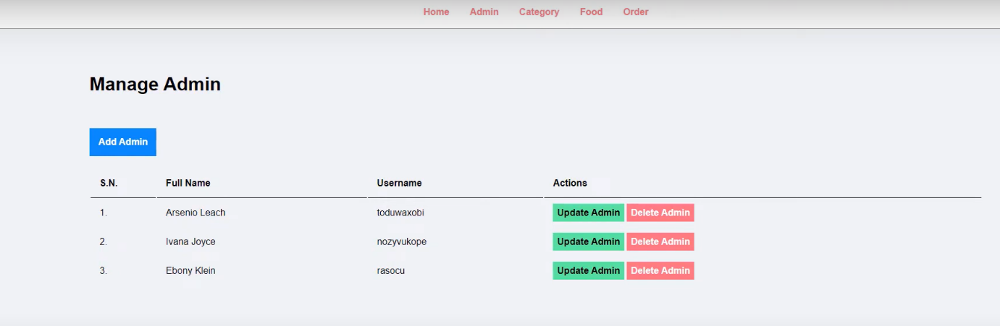 Home Admin Category Food Order
Manage Admin
Add Admin
S.N. Full Name Username Actions
1. Arsenio Leach toduwaxobi Update Admin Delete Admin
2. Ivana Joyce nozyvukope Update Admin Delete Admin
3. Ebony Klein rasocu Update Admin Delete Admin